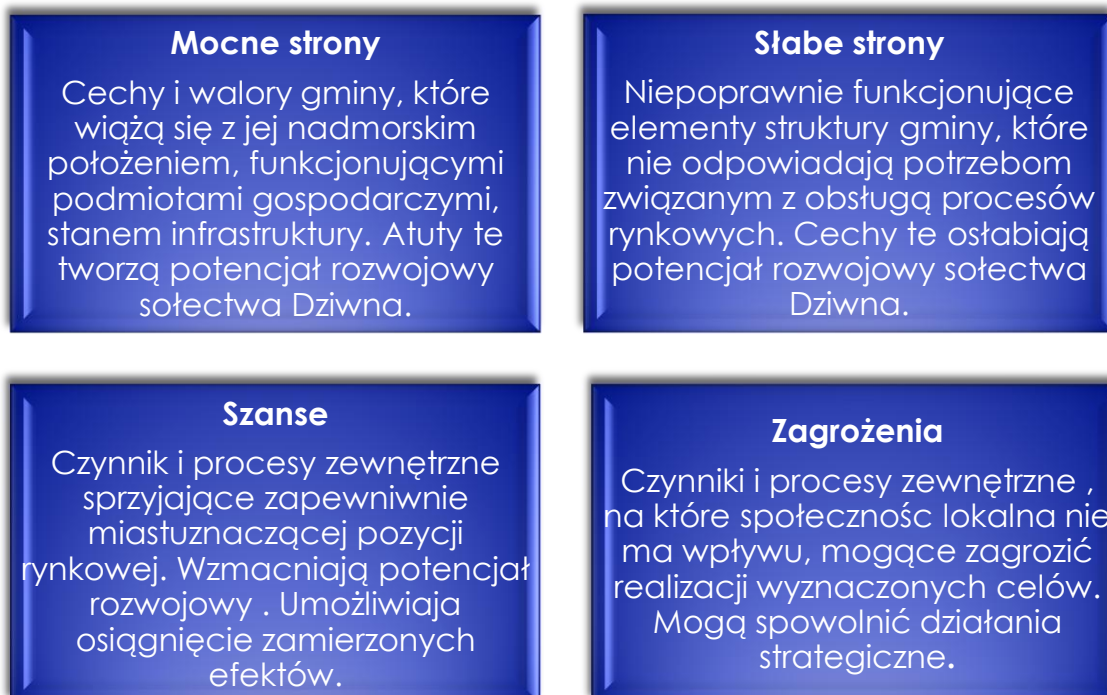 Mocne strony
Cechy i walory gminy, które
wiążą się z jej nadmorskim
położeniem, funkcjonującymi
podmiotami gospodarczymi,
stanem infrastruktury. Atuty te
tworzą potencjał rozwojowy
sołectwa Dziwna.
Słabe strony
Niepoprawnie funkcjonujące
elementy struktury gminy, które
nie odpowiadają potrzebom
związanym z obsługą procesów
rynkowych. Cechy te osłabiają
potencjał rozwojowy sołectwa
Dziwna.
Szanse
Czynnik i procesy zewnętrzne
sprzyjające zapewniwnie
miastuznaczącej pozycji
rynkowej. Wzmacniają potencjał
rozwojowy . Umożliwiaja
osiągnięcie zamierzonych
efektów.
Zagrożenia
Czynniki i procesy zewnętrzne ,
na które społecznośc lokalna nie
ma wpływu, mogące zagrozić
realizacji wyznaczonych celów.
Mogą spowolnić działania
strategiczne.